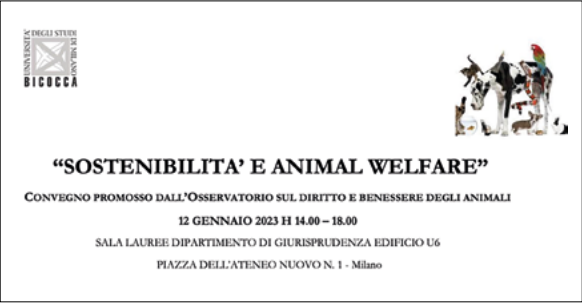 UNIVERSITÀ
DEGLI STUDI
DI MILANO
BICOCCA
“SOSTENIBILITA’ E ANIMAL WELFARE”
CONVEGNO PROMOSSO DALL’OSSERVATORIO SUL DIRITTO E BENESSERE DEGLI ANIMALI
12 GENNAIO 2023 H 14.00 – 18.00
SALA LAUREE DIPARTIMENTO DI GIURISPRUDENZA EDIFICIO U6
PIAZZA DELL’ATENEO NUOVO N. 1 - Milano